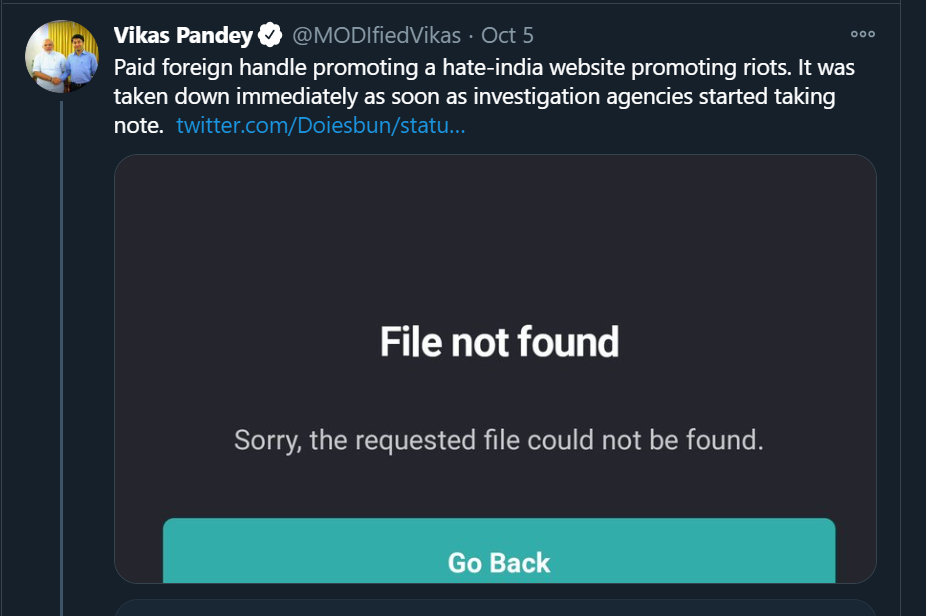 Vikas Pandey @MODIfiedVikas · Oct 5
Paid foreign handle promoting a hate-india website promoting riots. It was
taken down immediately as soon as investigation agencies started taking
note. twitter.com/Doiesbun/statu...
File not found
Sorry, the requested file could not be found.
Go Back